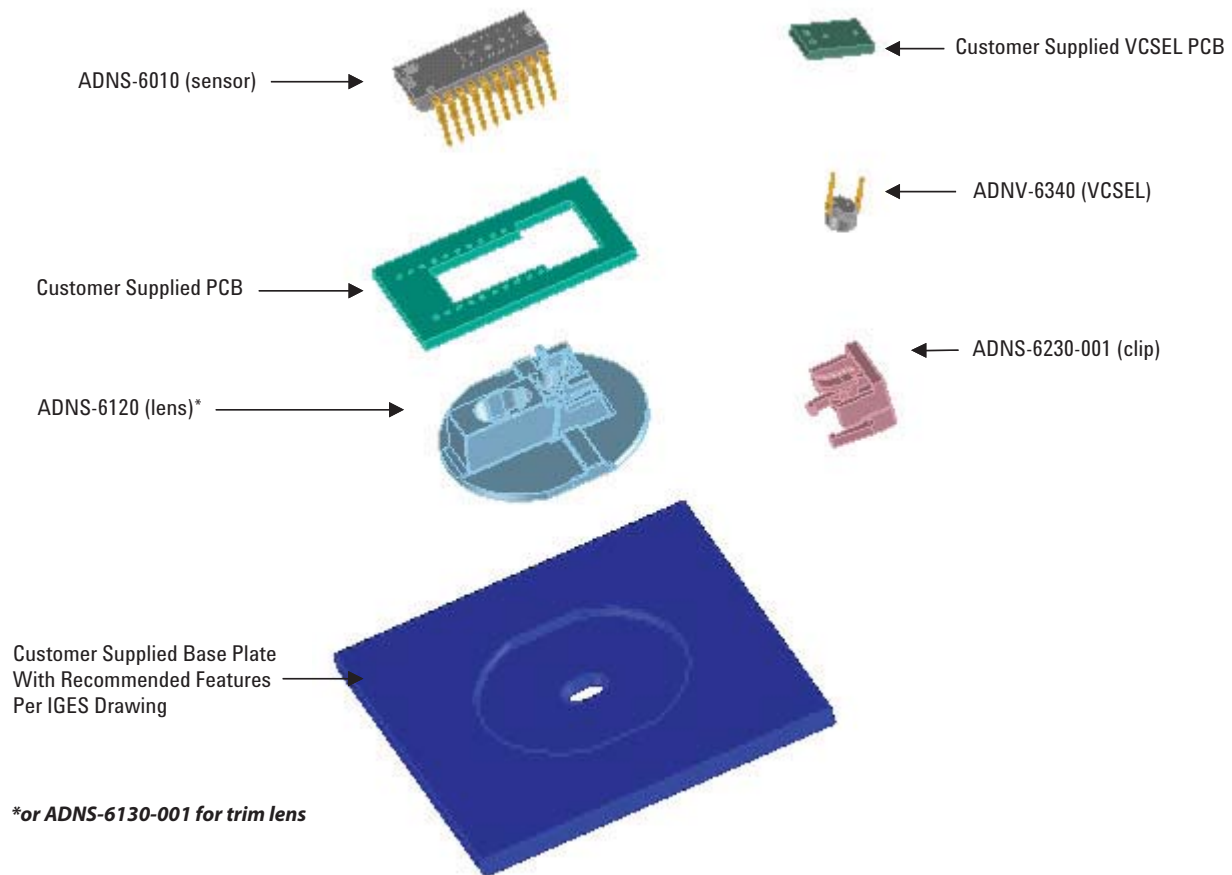 ADNS-6010 (sensor)
Customer Supplied VCSEL PCB
ADNV-6340 (VCSEL)
Customer Supplied PCB
ADNS-6230-001 (clip)
ADNS-6120 (lens)*
Customer Supplied Base Plate
With Recommended Features
Per IGES Drawing
*or ADNS-6130-001 for trim lens